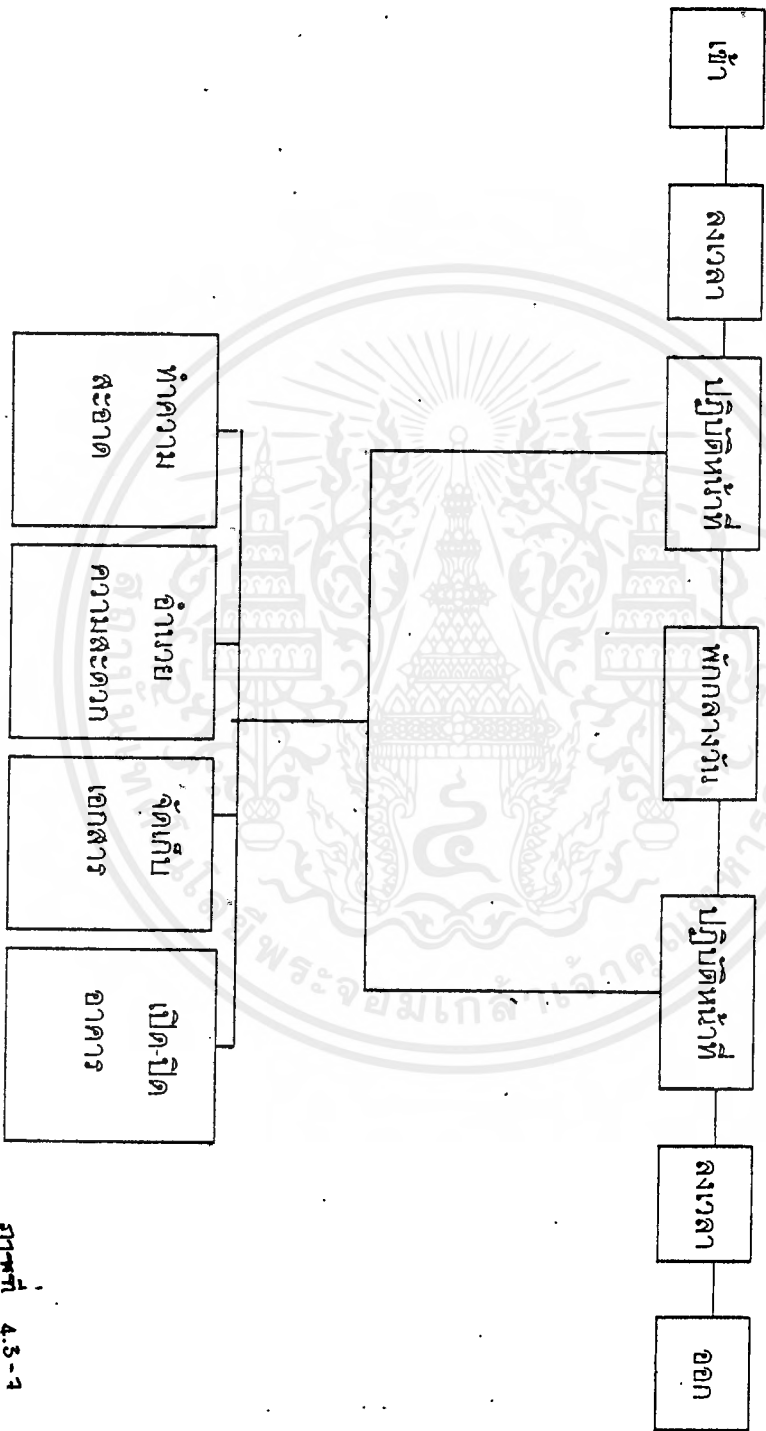 เข้า
ลงเวลา
ปฏิบัติหน้าที่
พักกลางวัน
ปฏิบัติหน้าที่
ลงเวลา
ออก
ทำความ
สะอาด
อำนวย
ความสะดวก
จัดเก็บ
เอกสาร
เปิด-ปิด
อาคาร
ภาพที่ 4.3-7